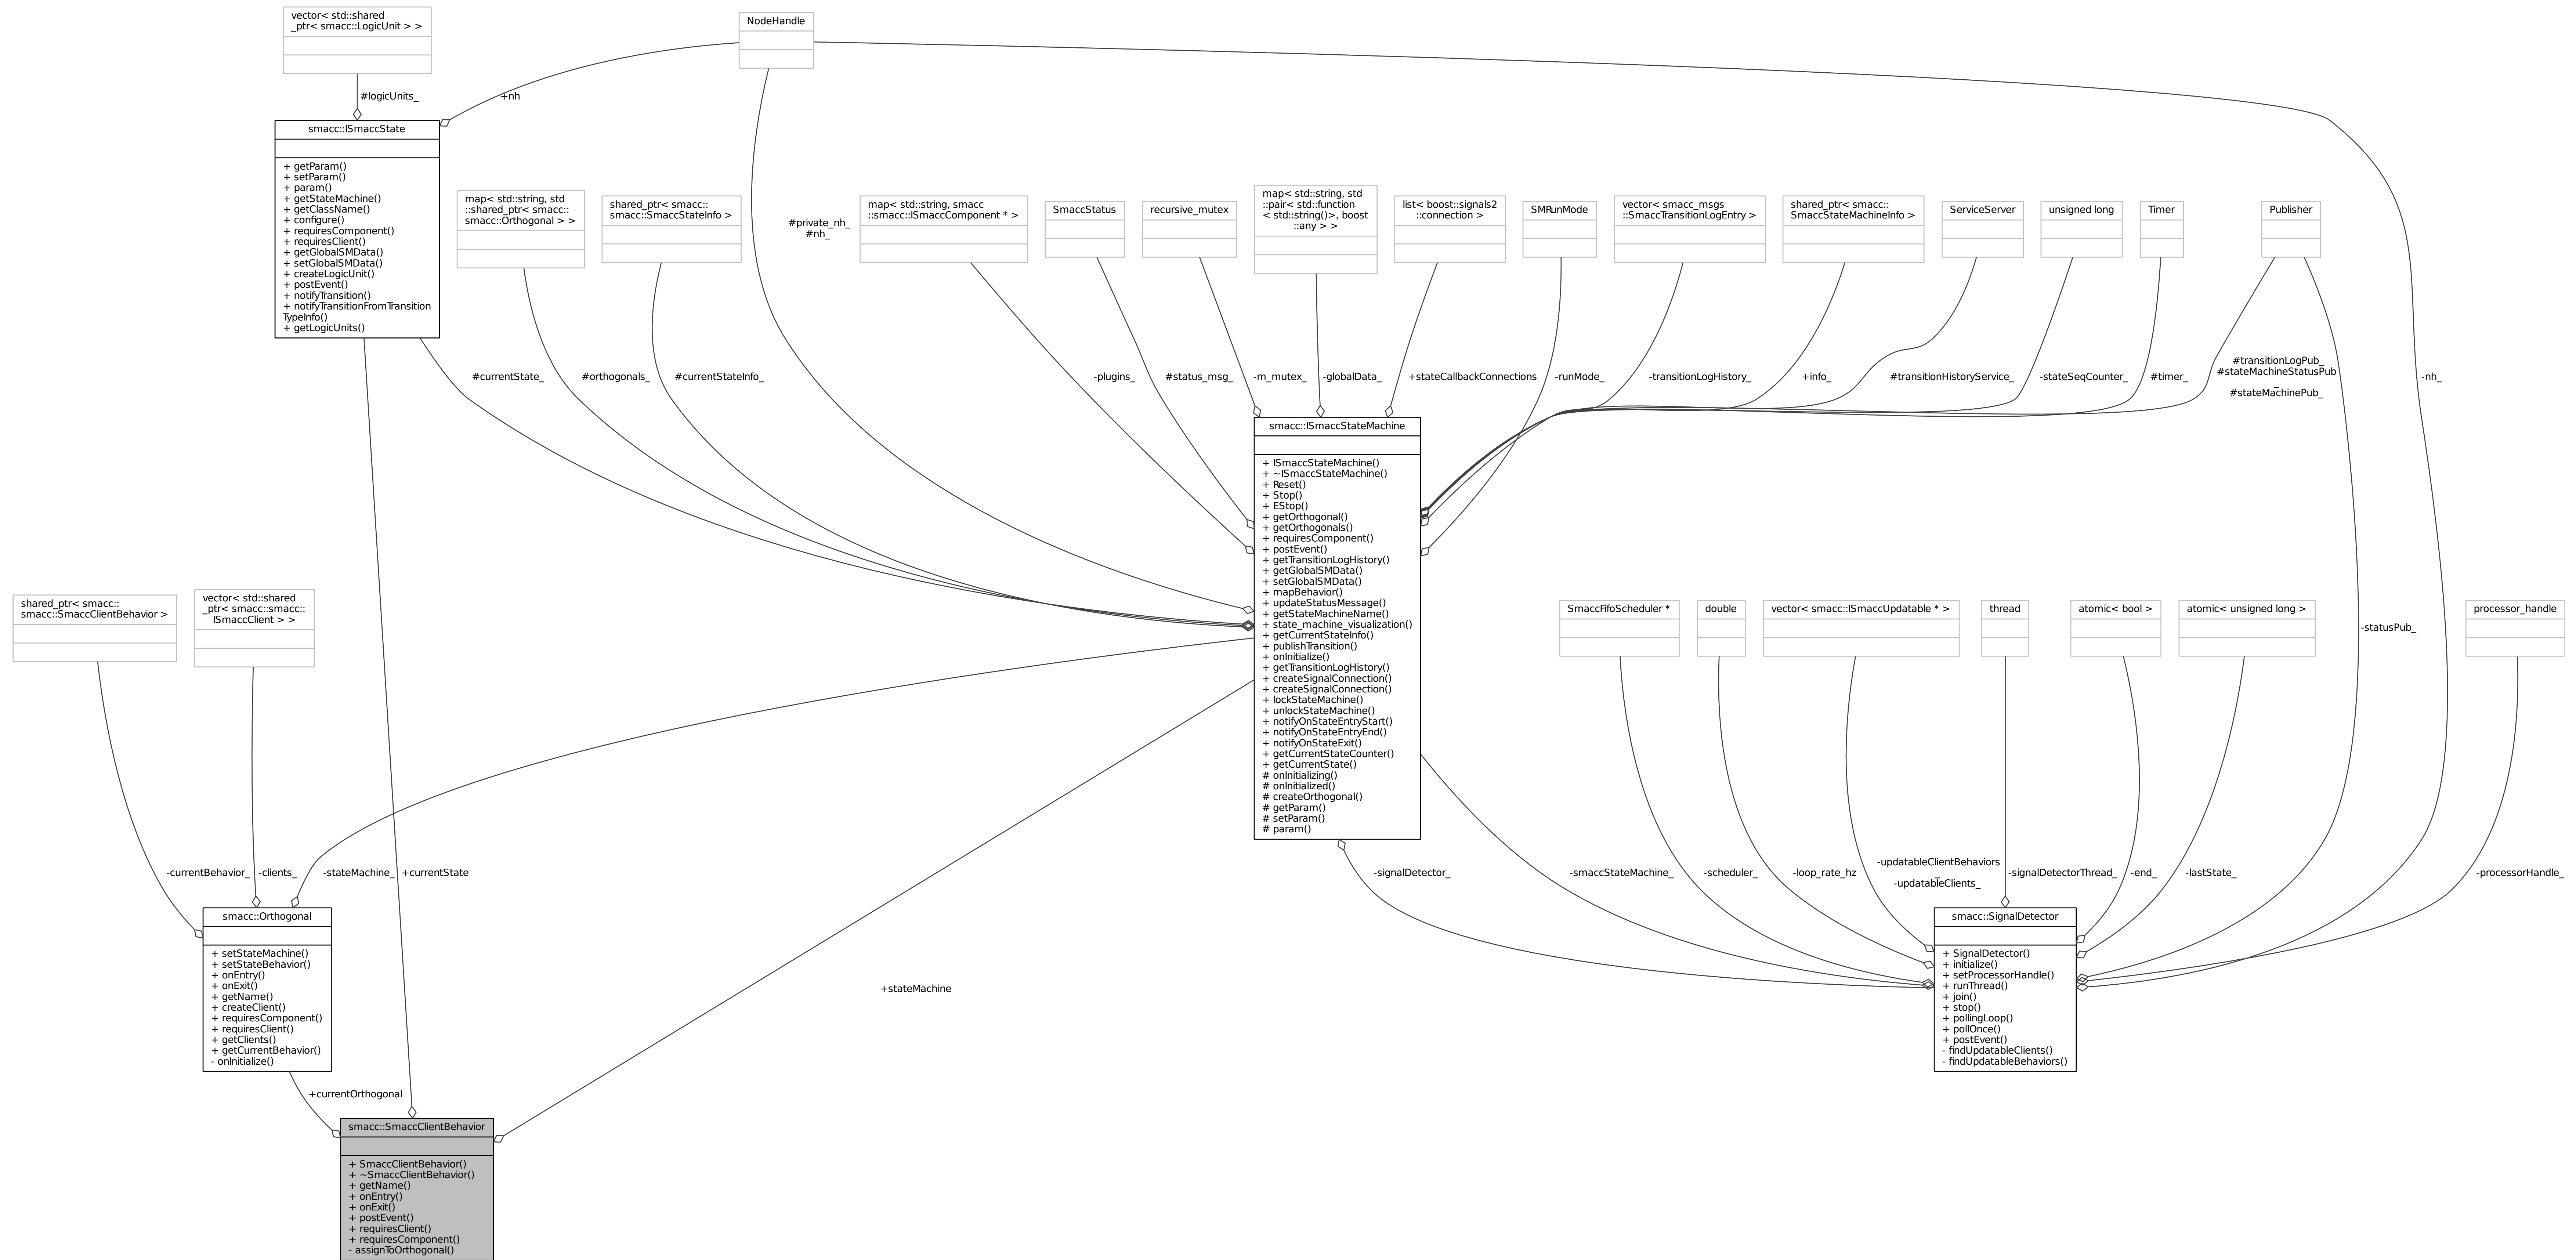 vector< std::shared
_ptr< smacc::LogicUnit > >
NodeHandle
#logicUnits_
+nh
smacc::ISmaccState
+ getParam()
+ setParam()
+ param()
+ getStateMachine()
+ getClassName()
+ configure()
+ requiresComponent()
+ requiresClient()
+ getGlobalSMData()
+ setGlobalSMData()
+ createLogicUnit()
+ postEvent()
+ notifyTransition()
+ notifyTransitionFromTransition
TypeInfo()
+ getLogicUnits()
map< std::string, std
::shared_ptr< smacc::
smacc::Orthogonal > >
shared_ptr< smacc::
smacc::SmaccStateInfo >
#private_nh_
#nh_
map< std::string, smacc
::smacc::ISmaccComponent * >
SmaccStatus
recursive_mutex
map< std::string, std
::pair< std::function
< std::string()>, boost
::any > >
list< boost::signals2
::connection >
SMRunMode
vector< smacc_msgs
::SmaccTransitionLogEntry >
shared_ptr< smacc::
SmaccStateMachineInfo >
ServiceServer
unsigned long
Timer
Publisher
#currentState_
#orthogonals_
#currentStateInfo_
-plugins_
#status_msg_
-m_mutex_
-globalData_
+stateCallbackConnections
-runMode_
-transitionLogHistory_
+info_
#transitionHistoryService_
-stateSeqCounter_
#timer_
#transitionLogPub_
#stateMachineStatusPub
_
#stateMachinePub_
-nh_
smacc::ISmaccStateMachine
+ ISmaccStateMachine()
+ ~ISmaccStateMachine()
+ Reset()
+ Stop()
+ EStop()
+ getOrthogonal()
+ getOrthogonals()
+ requiresComponent()
+ postEvent()
+ getTransitionLogHistory()
+ getGlobalSMData()
+ setGlobalSMData()
+ mapBehavior()
+ updateStatusMessage()
+ getStateMachineName()
+ state_machine_visualization()
+ getCurrentStateInfo()
+ publishTransition()
+ onInitialize()
+ getTransitionLogHistory()
+ createSignalConnection()
+ createSignalConnection()
+ lockStateMachine()
+ unlockStateMachine()
+ notifyOnStateEntryStart()
+ notifyOnStateEntryEnd()
+ notifyOnStateExit()
+ getCurrentStateCounter()
+ getCurrentState()
# onInitializing()
# onInitialized()
# createOrthogonal()
# getParam()
# setParam()
# param()
shared_ptr< smacc::
smacc::SmaccClientBehavior >
vector< std::shared
_ptr< smacc::smacc::
ISmaccClient > >
SmaccFifoScheduler *
double
vector< smacc::ISmaccUpdatable * >
thread
atomic< bool >
atomic< unsigned long >
-statusPub_
processor_handle
-currentBehavior_
-clients_
-stateMachine_
+currentState
-signalDetector_
-smaccStateMachine_
-scheduler_
-loop_rate_hz
-updatableClientBehaviors
_
-updatableClients_
-signalDetectorThread_
-end_
-lastState_
-processorHandle_
smacc::Orthogonal
+ setStateMachine()
+ setStateBehavior()
+ onEntry()
+ onExit()
+ getName()
+ createClient()
+ requiresComponent()
+ requiresClient()
+ getClients()
+ getCurrentBehavior()
- onInitialize()
smacc::SignalDetector
+ SignalDetector()
+ initialize()
+ setProcessorHandle()
+ runThread()
+ join()
+ stop()
+ pollingLoop()
+ pollOnce()
+ postEvent()
- findUpdatableClients()
- findUpdatableBehaviors()
+stateMachine
+currentOrthogonal
smacc::SmaccClientBehavior
+ SmaccClientBehavior()
+ ~SmaccClientBehavior()
+ getName()
+ onEntry()
+ onExit()
+ postEvent()
+ requiresClient()
+ requiresComponent()
- assignToOrthogonal()